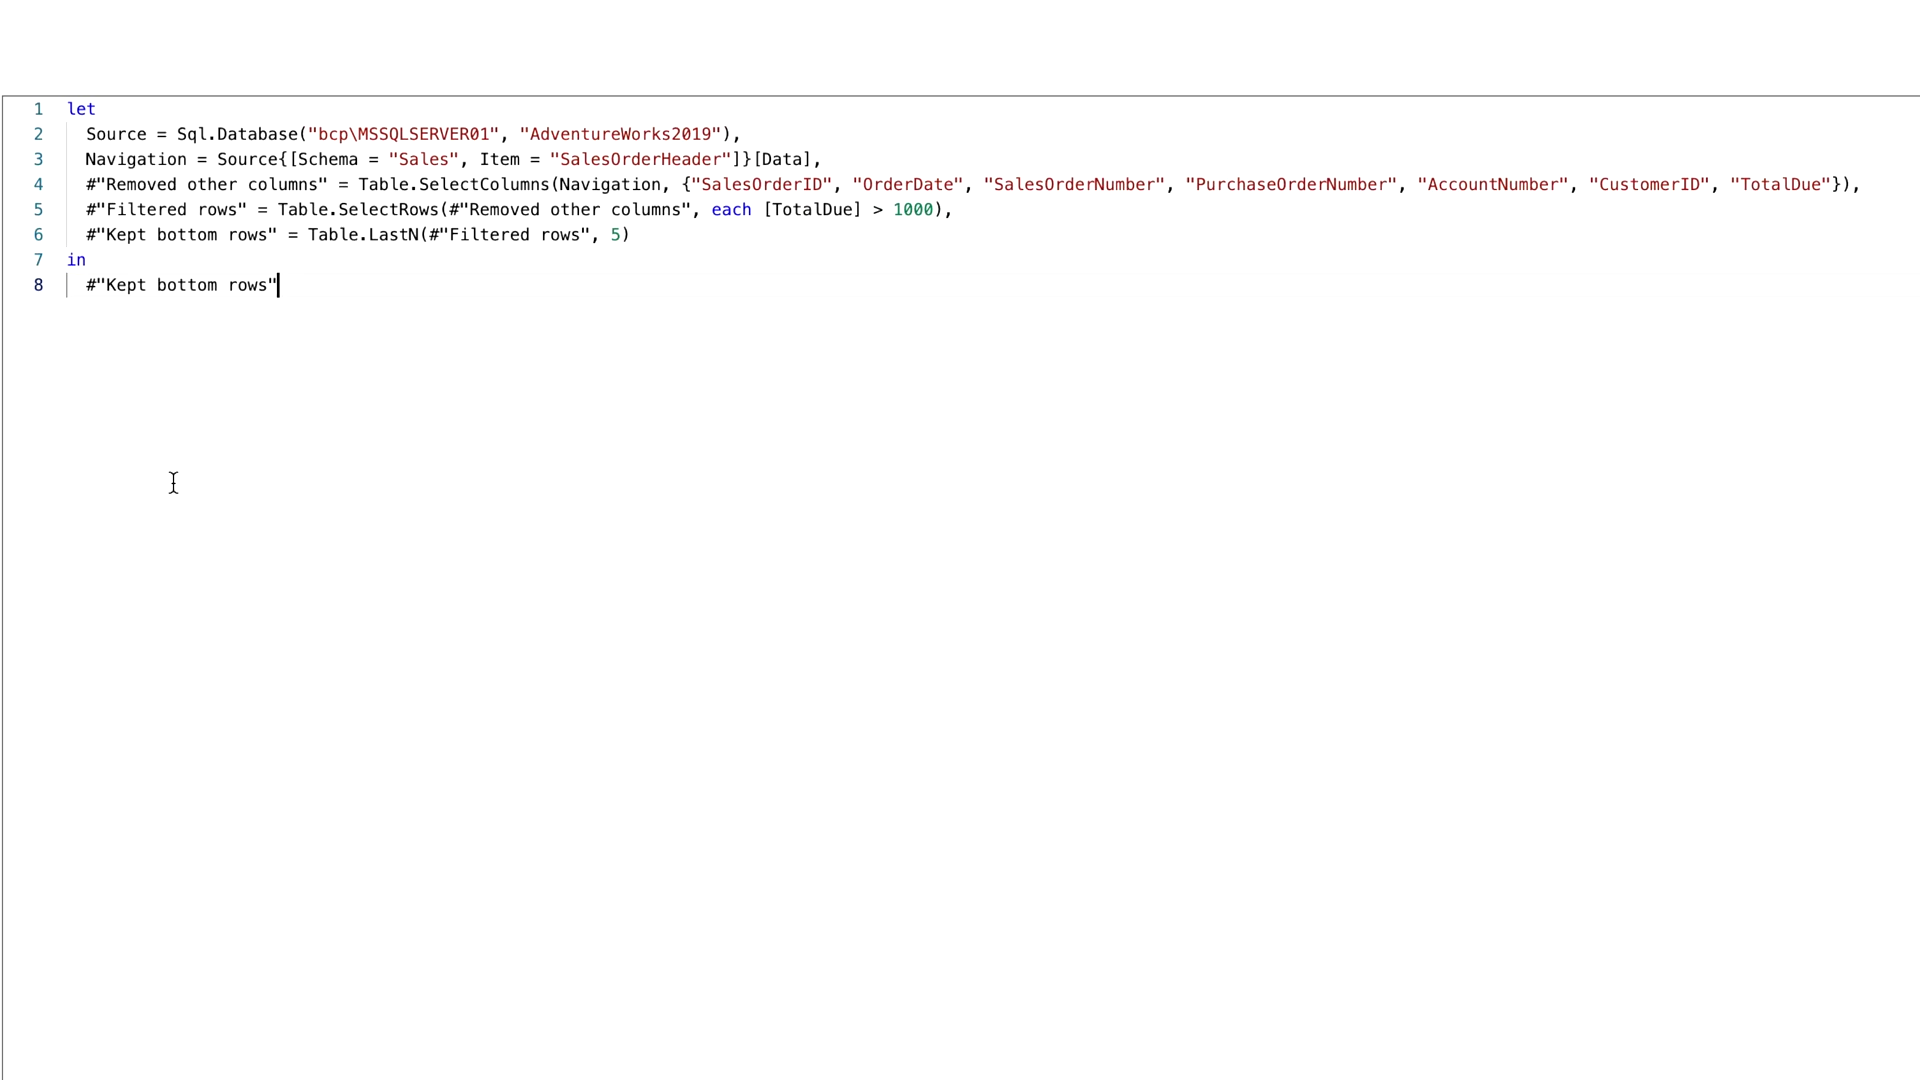 1 let
2 Source = Sql.Database("bcp\MSSQLSERVER01", "AdventureWorks2019"),
3 Navigation = Source{[Schema = "Sales", Item = "SalesOrderHeader"]}[Data],
4 #"Removed other columns" = Table.SelectColumns(Navigation, {"SalesOrderID", "OrderDate", "SalesOrderNumber", "PurchaseOrderNumber", "AccountNumber", "CustomerID", "TotalDue"}),
5 #"Filtered rows" = Table.SelectRows(#"Removed other columns", each [TotalDue] > 1000),
6 #"Kept bottom rows" = Table.LastN(#"Filtered rows", 5)
7 in
8 #"Kept bottom rows"